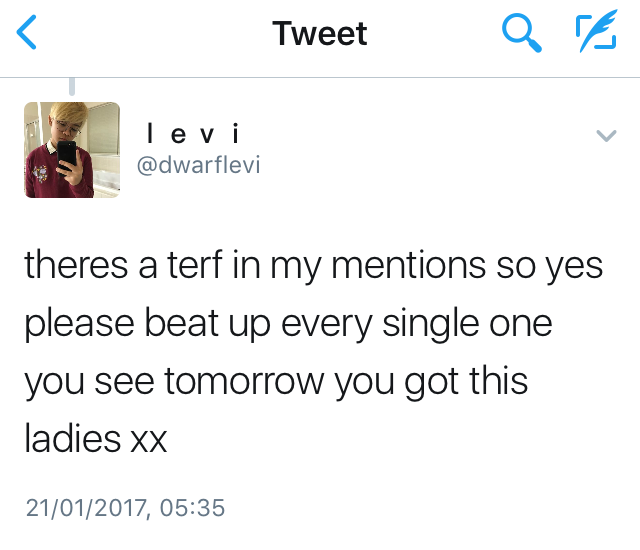 Tweet
l e v i
@dwarflevi
theres a terf in my mentions so yes
please beat up every single one
you see tomorrow you got this
ladies xx
21/01/2017, 05:35